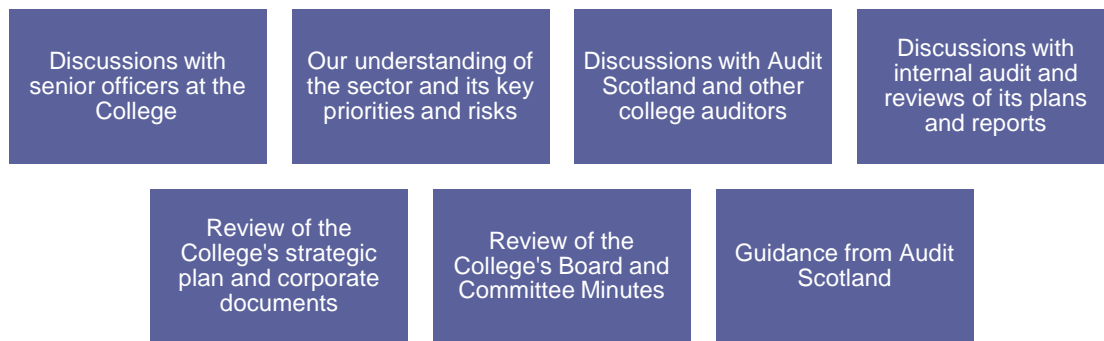 Discussions with
senior officers at the
College
Our understanding
of the sector and its key
priorities and risks
Discussions with Audit
Scotland and other
college auditors
Discussions with
internal audit and
reviews of its plans
and reports
Review of the
College's strategic
plan and corporate
documents
Review of the
College's Board and
Committee Minutes
Guidance from Audit
Scotland